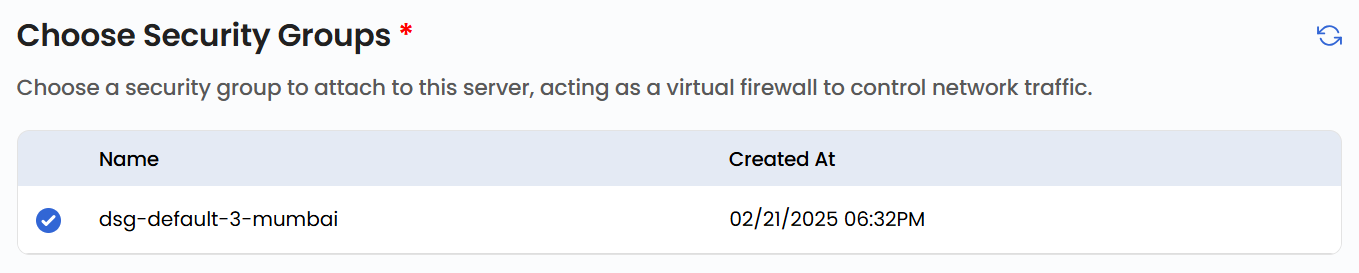 Choose Security Groups *
Choose a security group to attach to this server, acting as a virtual firewall to control network traffic.
Name Created At
dsg-default-3-mumbai 02/21/2025 06:32PM